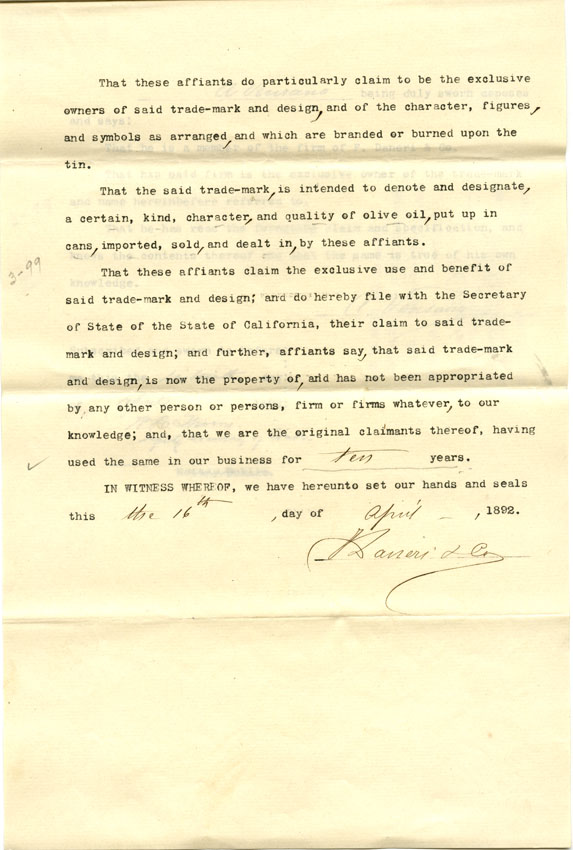 That these affiants do particularly claim to be the exclusive
owners of said trade-mark and design, and of the character, figures,
and symbols as arranged, and which are branded or burned upon the
tin.
That the said trade-mark, is intended to denote and designate,
a certain, kind, character, and quality of olive oil, put up in
cans, imported, sold, and dealt in, by these affiants.
3-99
That these affiants claim the exclusive use and benefit of
said trade-mark and design; and do hereby file with the Secretary
of State of the State of California, their claim to said trade-
mark and design; and further, affiants say, that said trade-mark
and design, is now the property of, and has not been appropriated
by any other person or persons, firm or firms whatever, to our
knowledge; and, that we are the original claimants thereof, having
used the same in our business for ten years.
IN WITNESS WHEREOF, we have hereunto set our hands and seals
this the 16th, day of April, 1892.
& Co